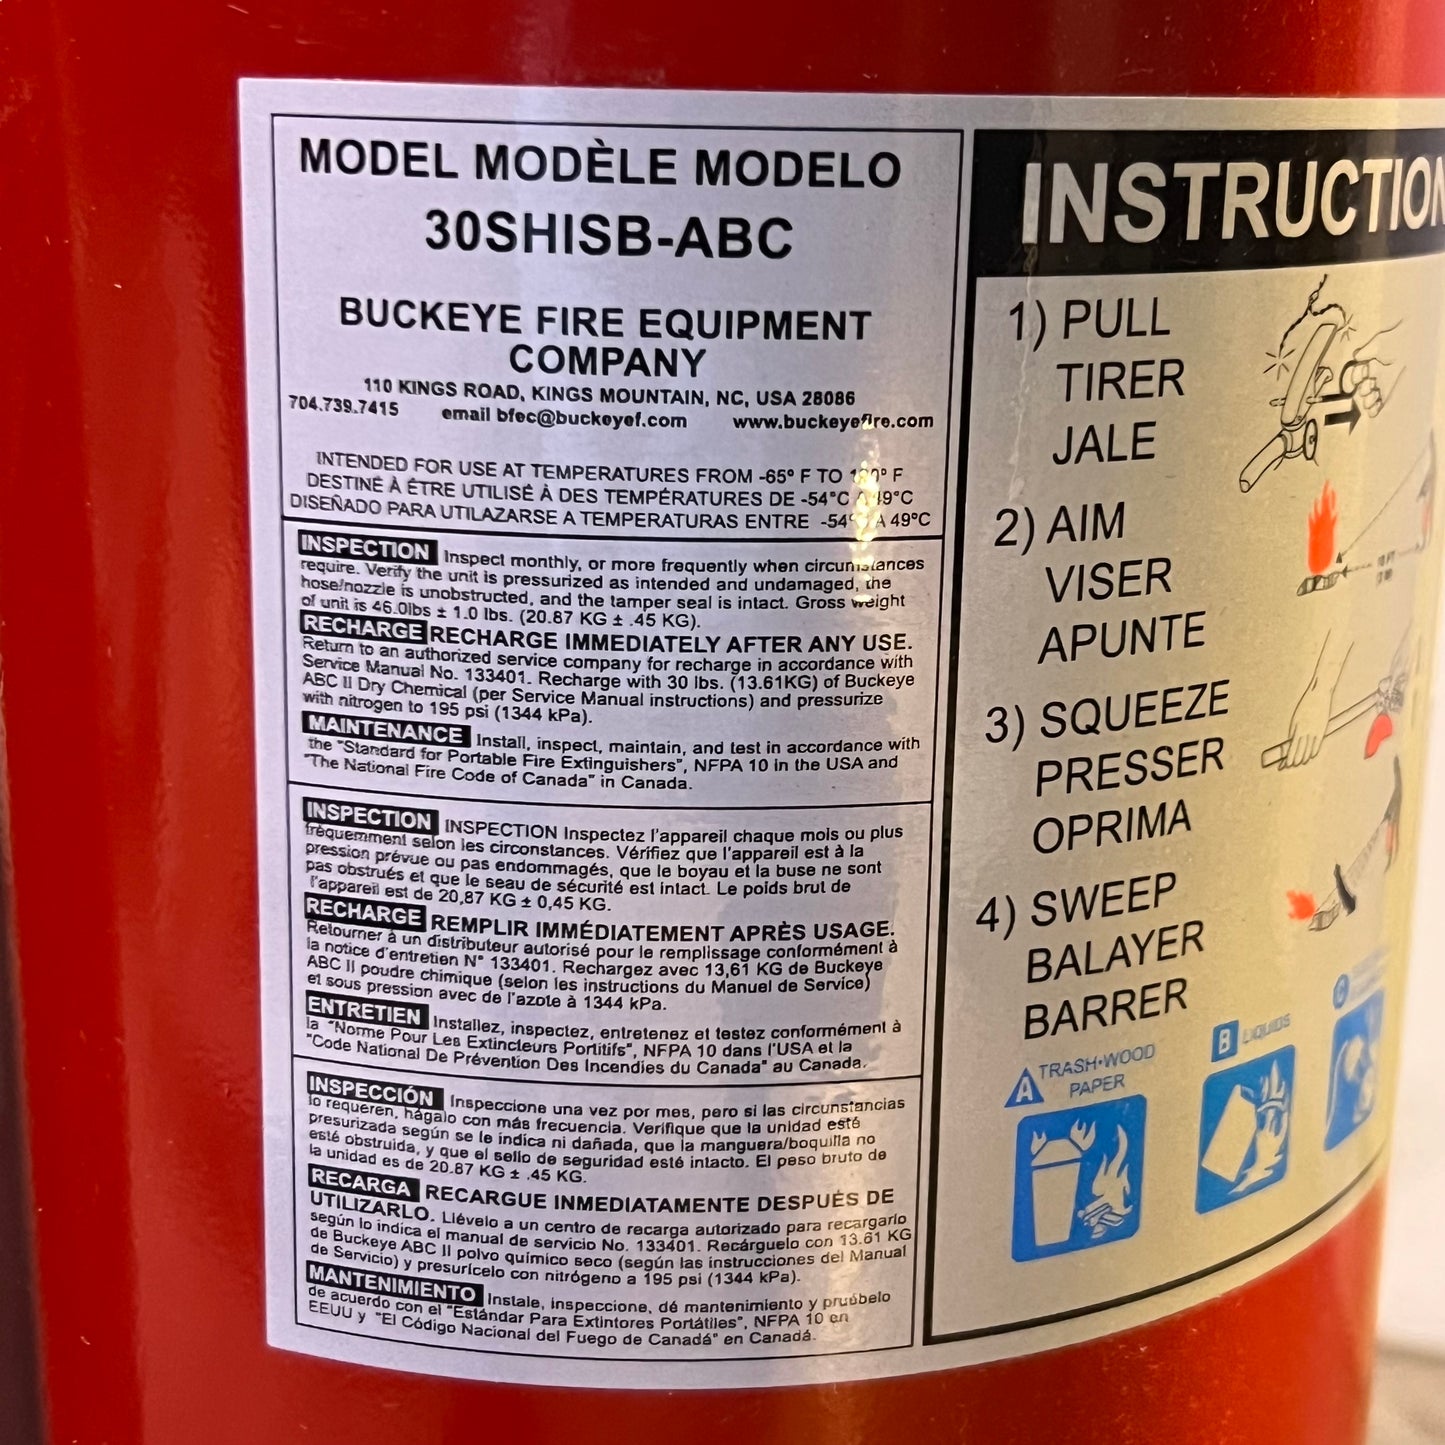 MODEL MODÈLE MODELO
30SHISB-ABC
BUCKEYE FIRE EQUIPMENT
COMPANY
110 KINGS ROAD, KINGS MOUNTAIN, NC, USA 28086
704.739.7415 email bfec@buckeyef.com www.buckeyefire.com
INTENDED FOR USE AT TEMPERATURES FROM -65° F TO 120° F
DESTINÉ À ÊTRE UTILISÉ À DES TEMPÉRATURES DE -54°C À 49°C
DISEÑADO PARA UTILAZARSE A TEMPERATURAS ENTRE -54° A 49°C
INSPECTION Inspect monthly, or more frequently when circumstances
require. Verify the unit is pressurized as intended and undamaged, the
hose/nozzle is unobstructed, and the tamper seal is intact. Gross weight
of unit is 46.0lbs ± 1.0 lbs. (20.87 KG ± .45 KG).
RECHARGE RECHARGE IMMEDIATELY AFTER ANY USE.
Return to an authorized service company for recharge in accordance with
Service Manual No. 133401. Recharge with 30 lbs. (13.61KG) of Buckeye
ABC II Dry Chemical (per Service Manual instructions) and pressurize
with nitrogen to 195 psi (1344 kPa).
MAINTENANCE Install, inspect, maintain, and test in accordance with
the "Standard for Portable Fire Extinguishers", NFPA 10 in the USA and
"The National Fire Code of Canada" in Canada.
INSPECTION INSPECTION Inspectez l'appareil chaque mois ou plus
fréquemment selon les circonstances. Vérifiez que l'appareil est à la
pression prévue ou pas endommagés, que le boyau et la buse ne sont
pas obstrués et que le seau de sécurité est intact. Le poids brut de
l'appareil est de 20,87 KG ± 0,45 KG.
RECHARGE REMPLIR IMMÉDIATEMENT APRÈS USAGE.
Retourner à un distributeur autorisé pour le remplissage conformément à
la notice d'entretien N° 133401. Rechargez avec 13,61 KG de Buckeye
ABC II poudre chimique (selon les instructions du Manuel de Service)
et sous pression avec de l'azote à 1344 kPa.
ENTRETIEN Installez, inspectez, entretenez et testez conformément à
la "Norme Pour Les Extincteurs Portitifs", NFPA 10 dans l'USA et la
"Code National De Prévention Des Incendies du Canada" au Canada.
INSPECCIÓN Inspeccione una vez por mes, pero si las circunstancias
lo requeren, hágalo con más frecuencia. Verifique que la unidad esté
presurizada según se le indica ni dañada, que la manguera/boquilla no
esté obstruida, y que el sello de seguridad esté intacto. El peso bruto de
la unidad es de 20.87 KG ± .45 KG.
RECARGA RECARGUE INMEDIATAMENTE DESPUÉS DE
UTILIZARLO. Llévelo a un centro de recarga autorizado para recargarlo
según lo indica el manual de servicio No. 133401. Recárguelo con 13.61 KG
de Buckeye ABC II polvo químico seco (según las instrucciones del Manual
de Servicio) y presurícelo con nitrógeno a 195 psi (1344 kPa).
MANTENIMIENTO Instale, inspeccione, dé mantenimiento y pruébelo
de acuerdo con el "Estándar Para Extintores Portátiles", NFPA 10 en
EEUU y "El Código Nacional del Fuego de Canadá" en Canadá.
INSTRUCTION
1) PULL
TIRER
JALE
2) AIM
VISER
APUNTE
3) SQUEEZE
PRESSER
OPRIMA
4) SWEEP
BALAYER
BARRER
A TRASH•WOOD
PAPER
B LIQUIDS
C